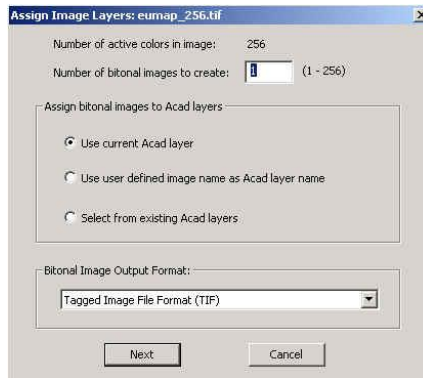 Assign Image Layers: eumap_256.tif
Number of active colors in image: 256
Number of bitonal images to create: 1 (1 - 256)
Assign bitonal images to Acad layers
Use current Acad layer
Use user defined image name as Acad layer name
Select from existing Acad layers
Bitonal Image Output Format:
Tagged Image File Format (TIF)
Next Cancel